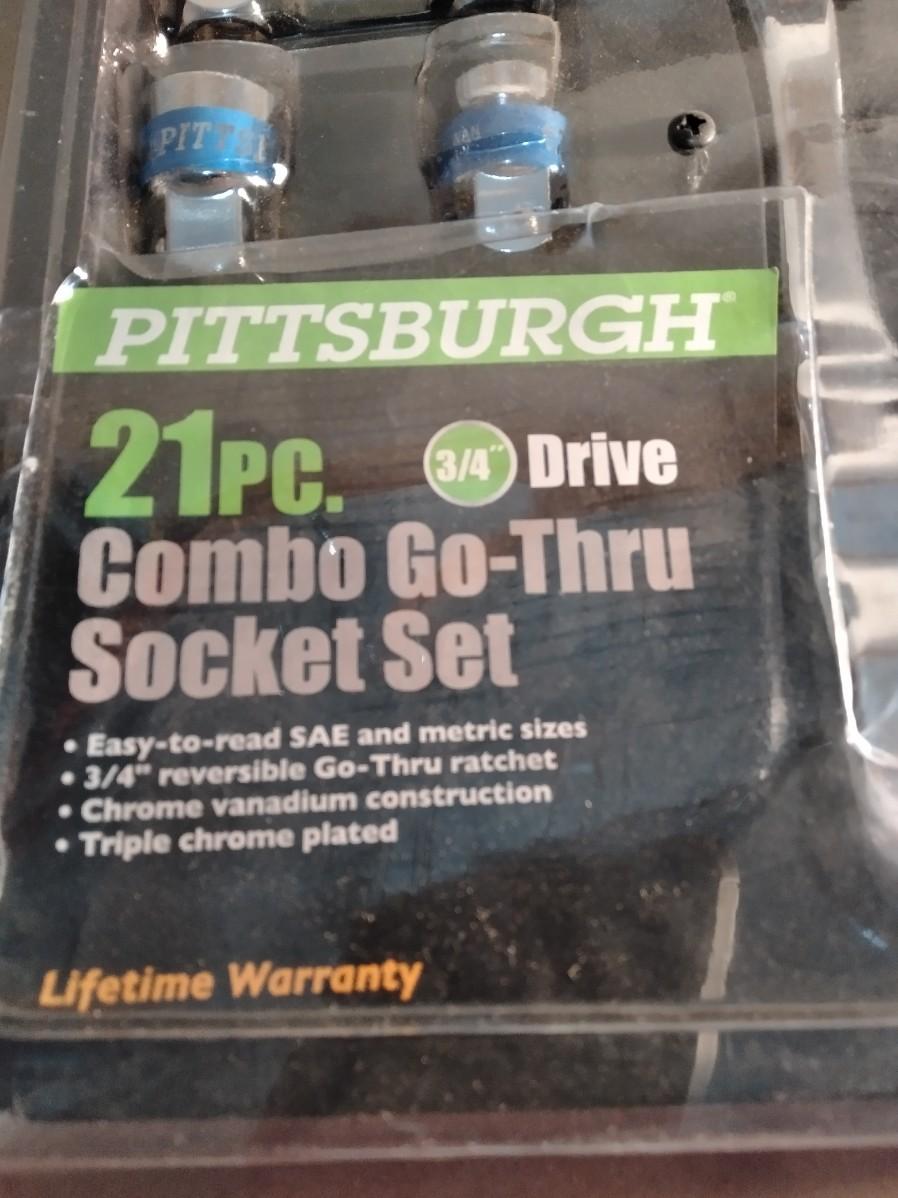 PITTSBURGH®
21PC. 3/4" Drive
Combo Go-Thru
Socket Set
• Easy-to-read SAE and metric sizes
• 3/4" reversible Go-Thru ratchet
• Chrome vanadium construction
• Triple chrome plated
Lifetime Warranty